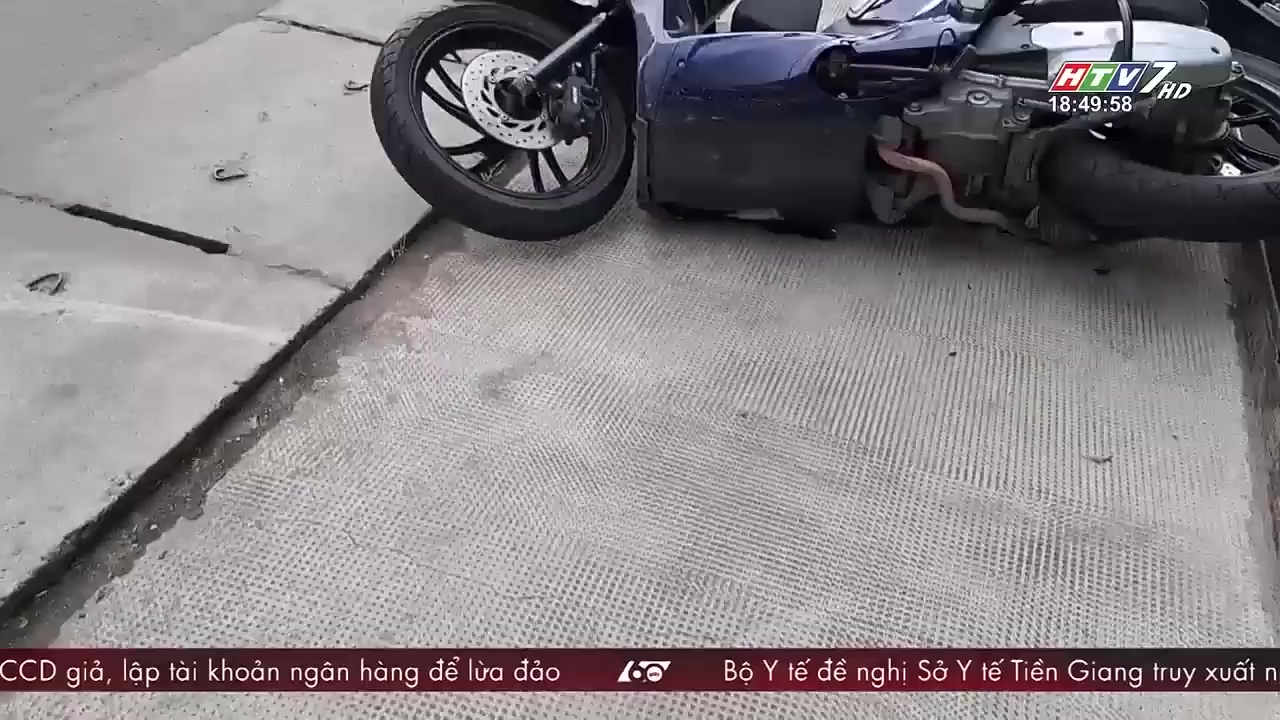 HTV7 HD
18:49:58
CCD giả, lập tài khoản ngân hàng để lừa đảo
60
Bộ Y tế đề nghị Sở Y tế Tiền Giang truy xuất n